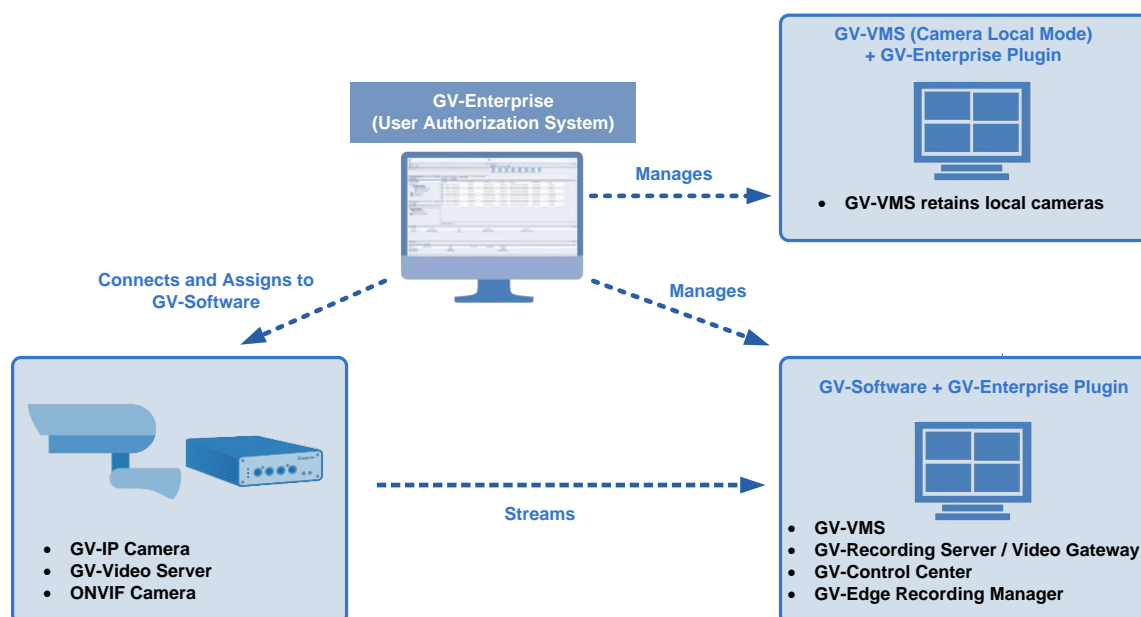 GV-VMS (Camera Local Mode)
+ GV-Enterprise Plugin
GV-Enterprise
(User Authorization System)
Manages
• GV-VMS retains local cameras
Connects and Assigns to
GV-Software
Manages
GV-Software + GV-Enterprise Plugin
Streams
• GV-IP Camera
• GV-Video Server
• ONVIF Camera
• GV-VMS
• GV-Recording Server / Video Gateway
• GV-Control Center
• GV-Edge Recording Manager